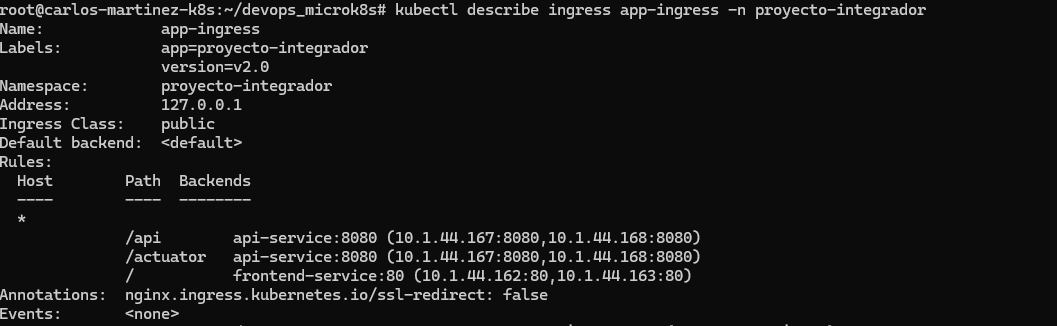 root@carlos-martinez-k8s:~/devops_microk8s# kubectl describe ingress app-ingress -n proyecto-integrador
Name:             app-ingress
Labels:           app=proyecto-integrador
                  version=v2.0
Namespace:        proyecto-integrador
Address:          127.0.0.1
Ingress Class:    public
Default backend:  <default>
Rules:
  Host        Path  Backends
  ----        ----  --------
  *
              /api        api-service:8080 (10.1.44.167:8080,10.1.44.168:8080)
              /actuator   api-service:8080 (10.1.44.167:8080,10.1.44.168:8080)
              /           frontend-service:80 (10.1.44.162:80,10.1.44.163:80)
Annotations:  nginx.ingress.kubernetes.io/ssl-redirect: false
Events:       <none>